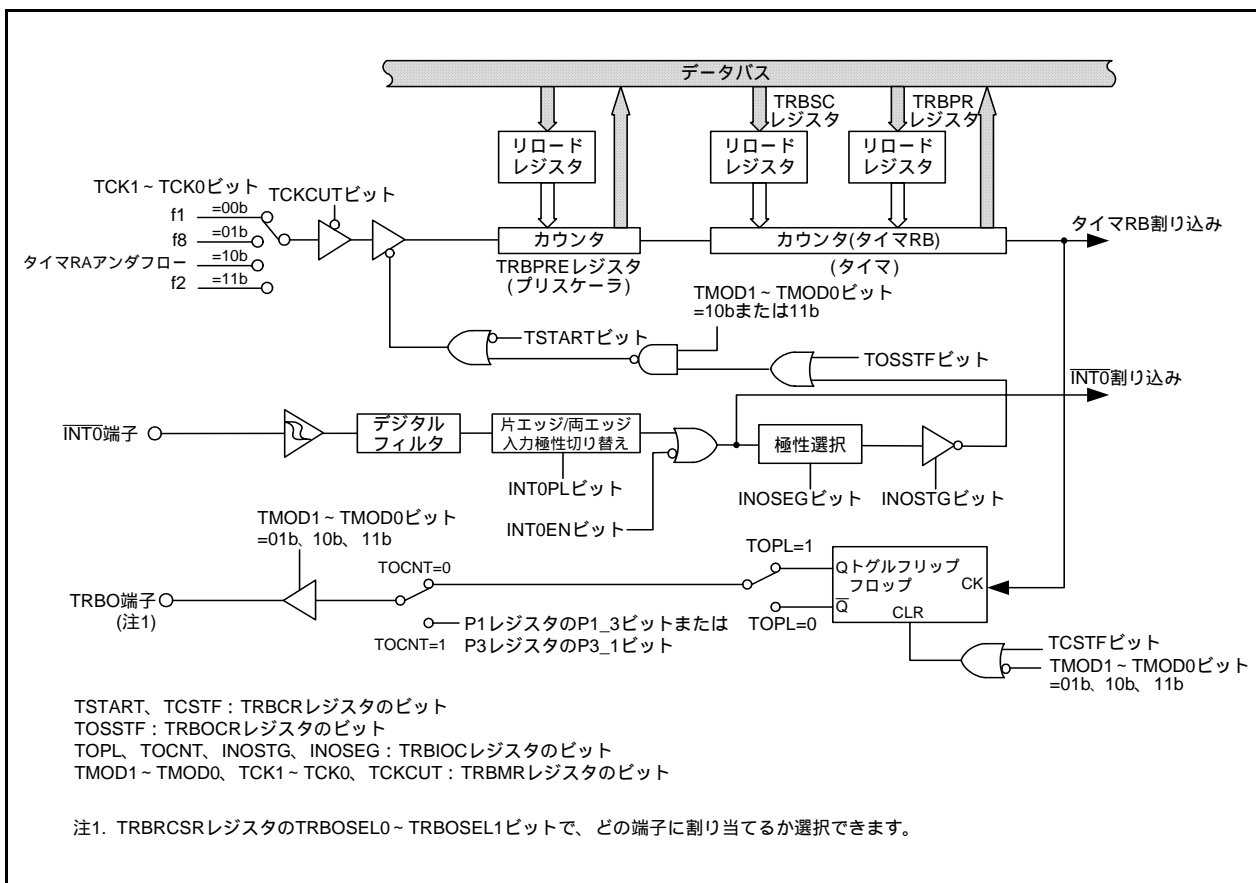 データバス
TRBSC
レジスタ
TRBPR
レジスタ
リロード
レジスタ
リロード
レジスタ
リロード
レジスタ
TCK1~TCK0ビット
TCKCUTビット
f1
=00b
f8
=01b
タイマRAアンダフロー
=10b
f2
=11b
カウンタ
TRBPREレジスタ
(プリスケーラ)
カウンタ(タイマRB)
(タイマ)
タイマRB割り込み
TMOD1~TMOD0ビット
=10bまたは11b
TSTARTビット
TOSSTFビット
INT0割り込み
INT0端子
デジタル
フィルタ
片エッジ/両エッジ
入力極性切り替え
極性選択
INT0PLビット
INOSEGビット
INOSTGビット
INT0ENビット
TMOD1~TMOD0ビット
=01b、10b、11b
TOCNT=0
TOPL=1
Qトグルフリップ
フロップ
CK
Q
CLR
TRBO端子
(注1)
TOCNT=1
P1レジスタのP1_3ビットまたは
P3レジスタのP3_1ビット
TOPL=0
TCSTFビット
TMOD1~TMOD0ビット
=01b、10b、11b
TSTART、TCSTF:TRBCRレジスタのビット
TOSSTF:TRBOCRレジスタのビット
TOPL、TOCNT、INOSTG、INOSEG:TRBIOCレジスタのビット
TMOD1~TMOD0、TCK1~TCK0、TCKCUT:TRBMRレジスタのビット
注1. TRBRCSRレジスタのTRBOSEL0~TRBOSEL1ビットで、どの端子に割り当てるか選択できます。